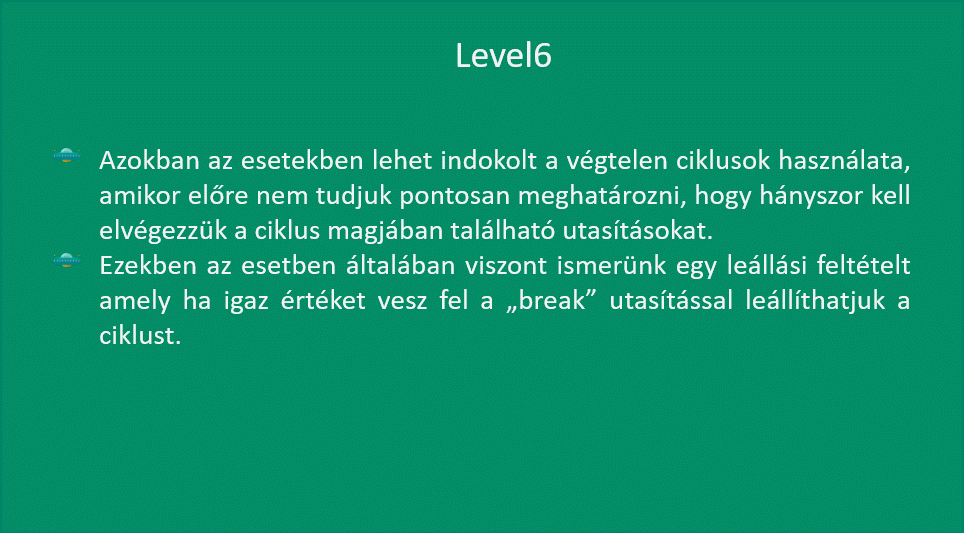 Level6
Azokban az esetekben lehet indokolt a végtelen ciklusok használata,
amikor előre nem tudjuk pontosan meghatározni, hogy hányszor kell
elvégezzük a ciklus magjában található utasításokat.
Ezekben az esetben általában viszont ismerünk egy leállási feltételt
amely ha igaz értéket vesz fel a „break” utasítással leállíthatjuk a
ciklust.